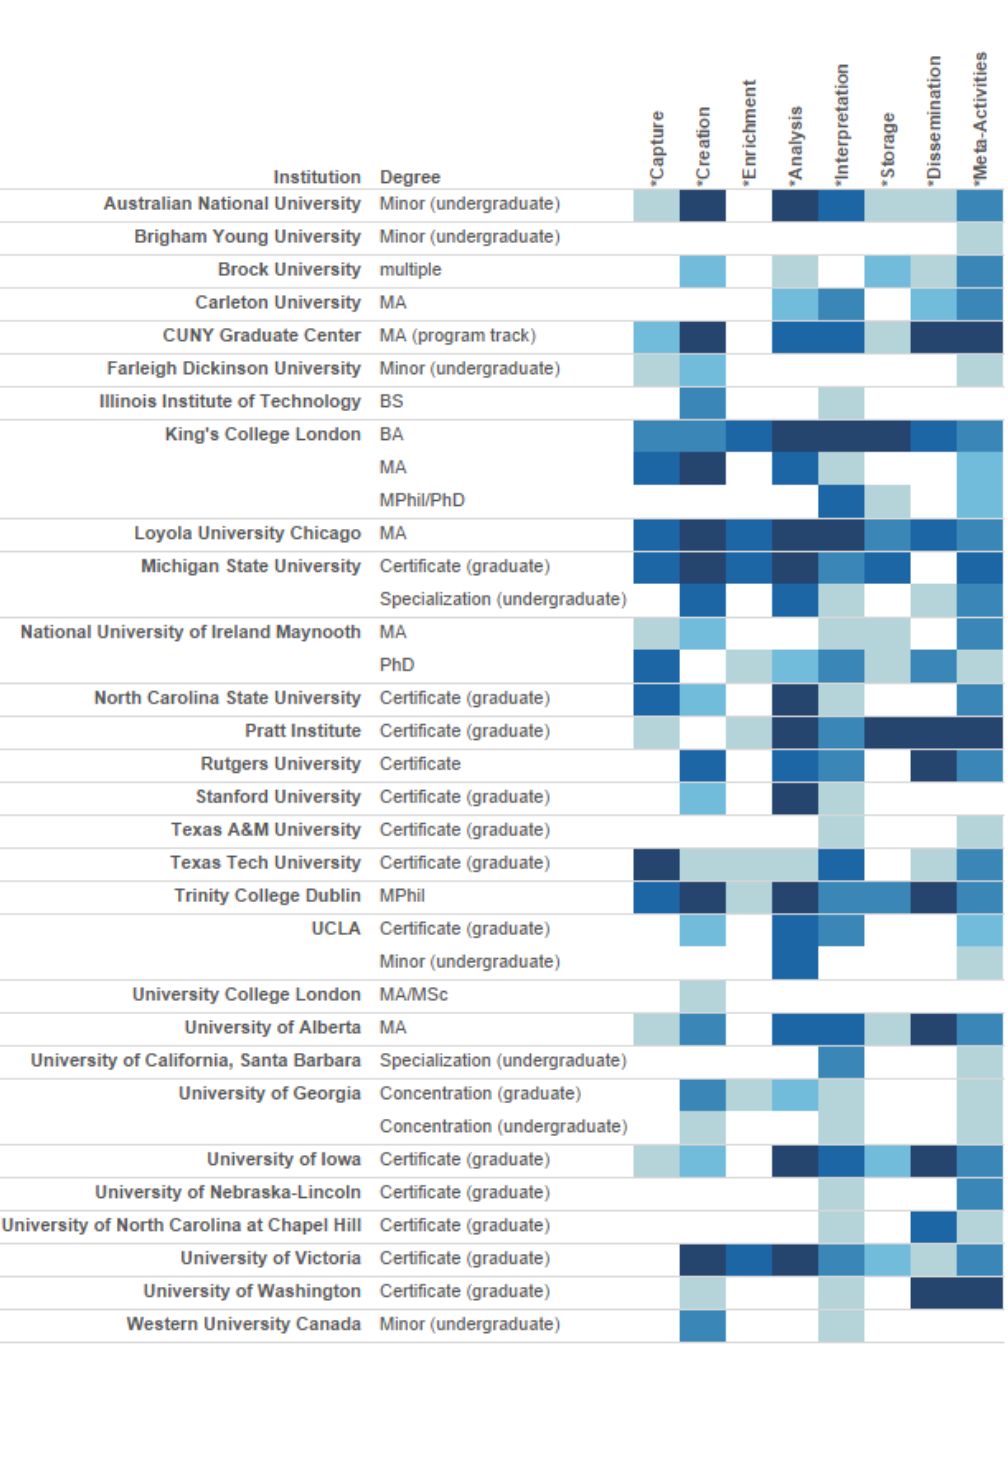 Institution Degree *Capture *Creation *Enrichment *Analysis *Interpretation *Storage *Dissemination *Meta-Activities
Australian National University Minor (undergraduate)
Brigham Young University Minor (undergraduate)
Brock University multiple
Carleton University MA
CUNY Graduate Center MA (program track)
Farleigh Dickinson University Minor (undergraduate)
Illinois Institute of Technology BS
King's College London BA
MA
MPhil/PhD
Loyola University Chicago MA
Michigan State University Certificate (graduate)
Specialization (undergraduate)
National University of Ireland Maynooth MA
PhD
North Carolina State University Certificate (graduate)
Pratt Institute Certificate (graduate)
Rutgers University Certificate
Stanford University Certificate (graduate)
Texas A&M University Certificate (graduate)
Texas Tech University Certificate (graduate)
Trinity College Dublin MPhil
UCLA Certificate (graduate)
Minor (undergraduate)
University College London MA/MSc
University of Alberta MA
University of California, Santa Barbara Specialization (undergraduate)
University of Georgia Concentration (graduate)
Concentration (undergraduate)
University of Iowa Certificate (graduate)
University of Nebraska-Lincoln Certificate (graduate)
University of North Carolina at Chapel Hill Certificate (graduate)
University of Victoria Certificate (graduate)
University of Washington Certificate (graduate)
Western University Canada Minor (undergraduate)